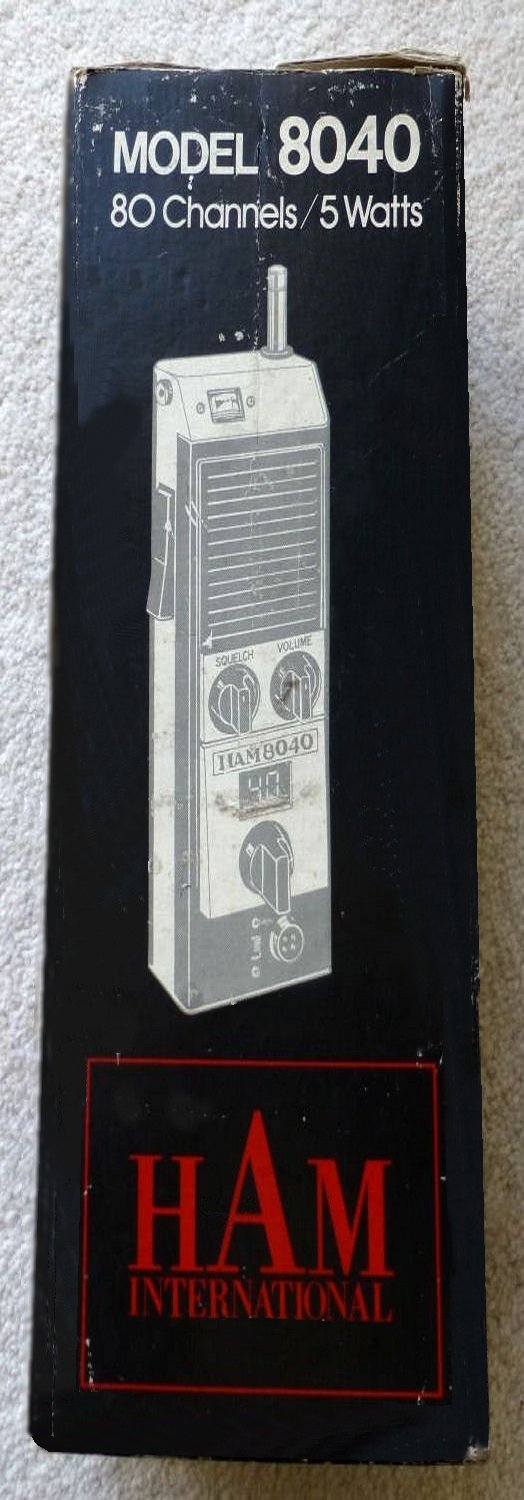 MODEL 8040
80 Channels/5 Watts
SQUELCH VOLUME
HAM8040
40
HAM
INTERNATIONAL